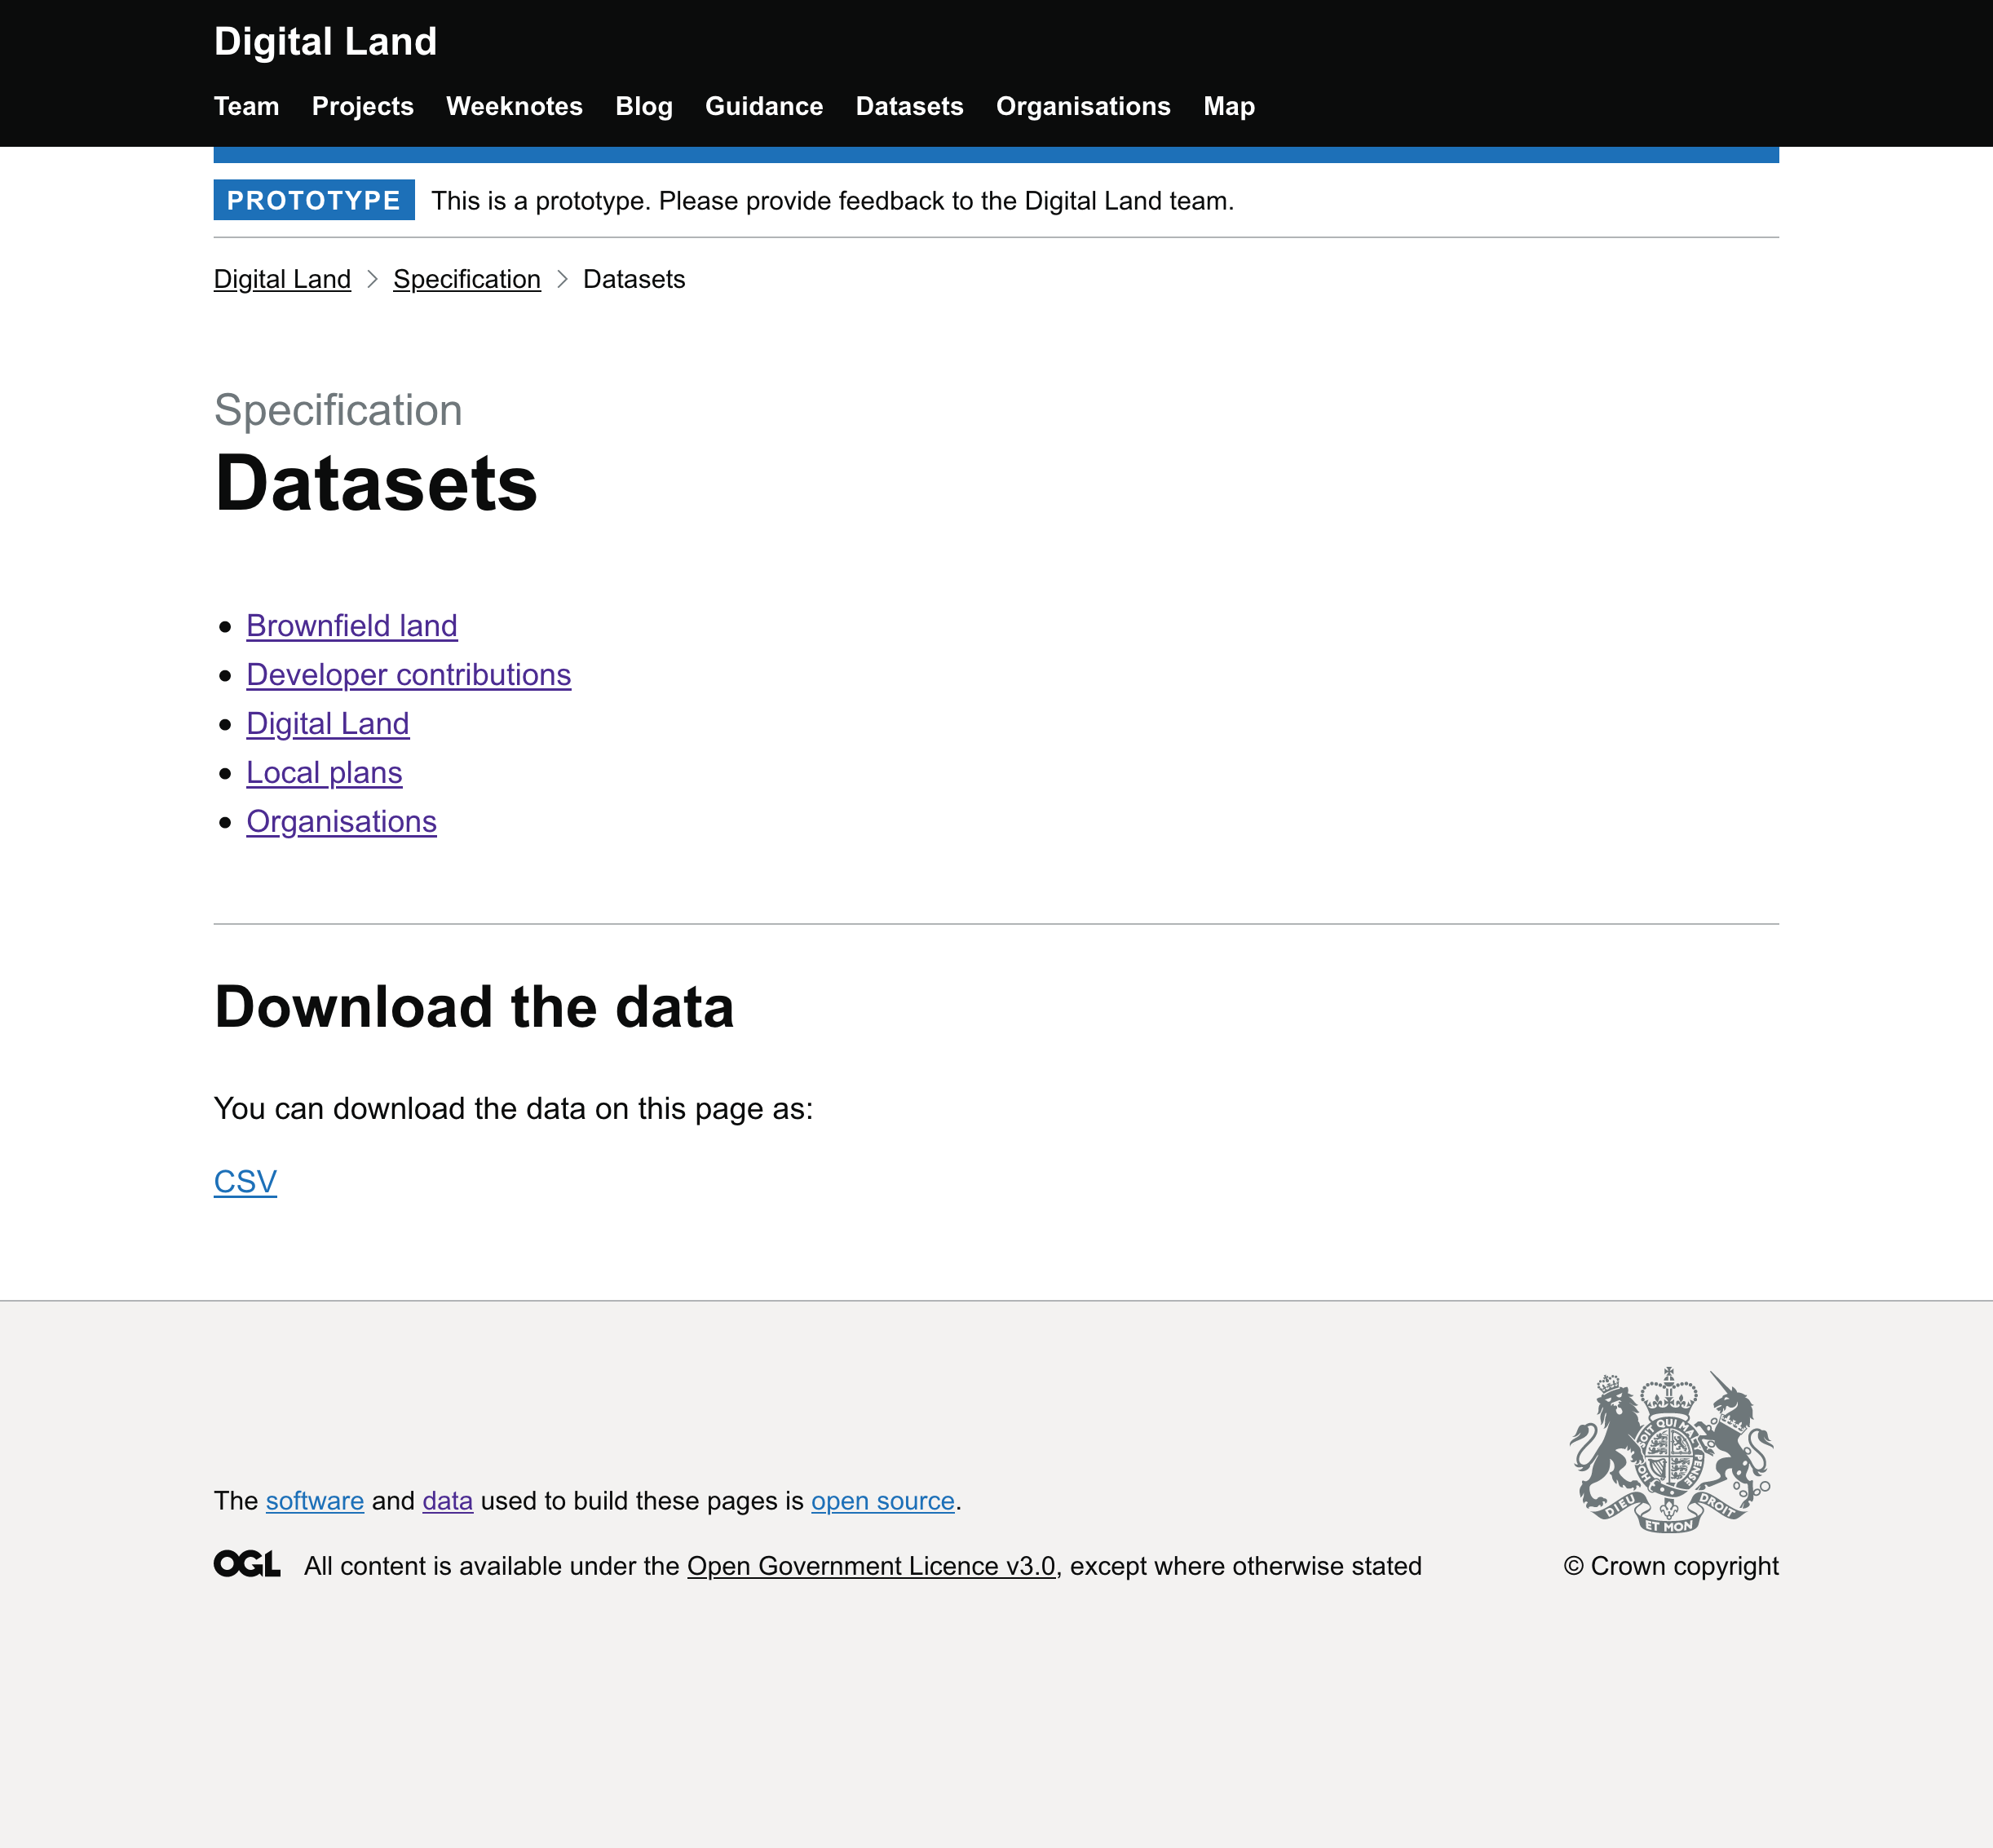 Digital Land
Team Projects Weeknotes Blog Guidance Datasets Organisations Map
PROTOTYPE This is a prototype. Please provide feedback to the Digital Land team.
Digital Land > Specification > Datasets
Specification
Datasets
• Brownfield land
• Developer contributions
• Digital Land
• Local plans
• Organisations
Download the data
You can download the data on this page as:
CSV
The software and data used to build these pages is open source.
OGL All content is available under the Open Government Licence v3.0, except where otherwise stated
QUI MAL
PENSE
DIEU ET MON DROIT
© Crown copyright